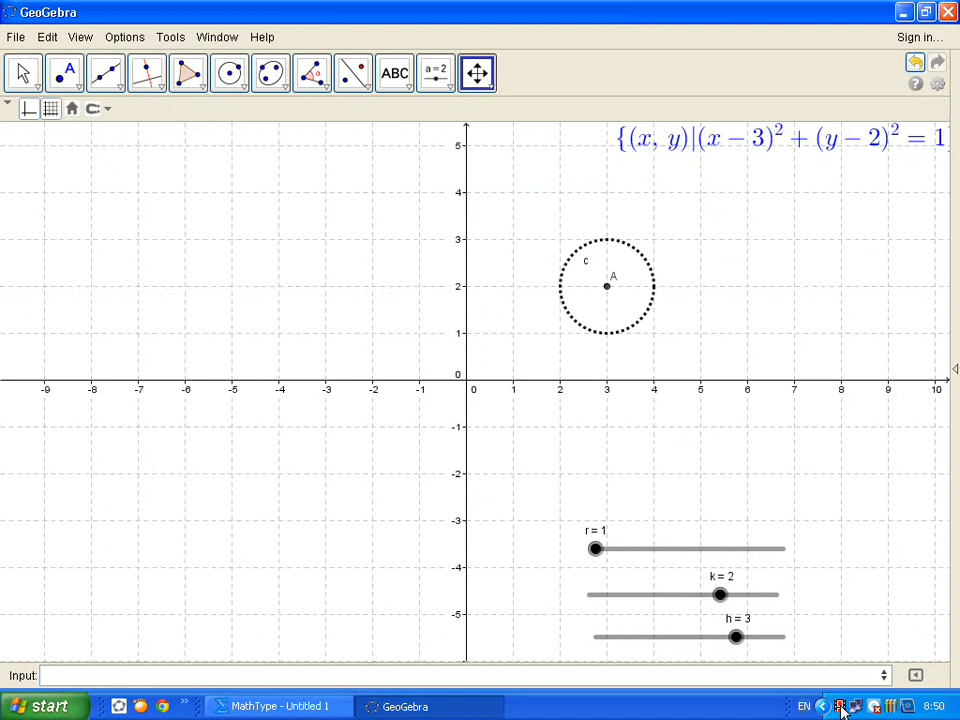 GeoGebra
File Edit View Options Tools Window Help Sign in...
A ABC a = 2
{(x, y)|(x − 3)² + (y − 2)² = 1
5
4
3
c
A
2
1
0
-9 -8 -7 -6 -5 -4 -3 -2 -1 0 1 2 3 4 5 6 7 8 9 10
-1
-2
-3
r = 1
-4
k = 2
-5
h = 3
Input:
start MathType - Untitled 1 GeoGebra EN 8:50